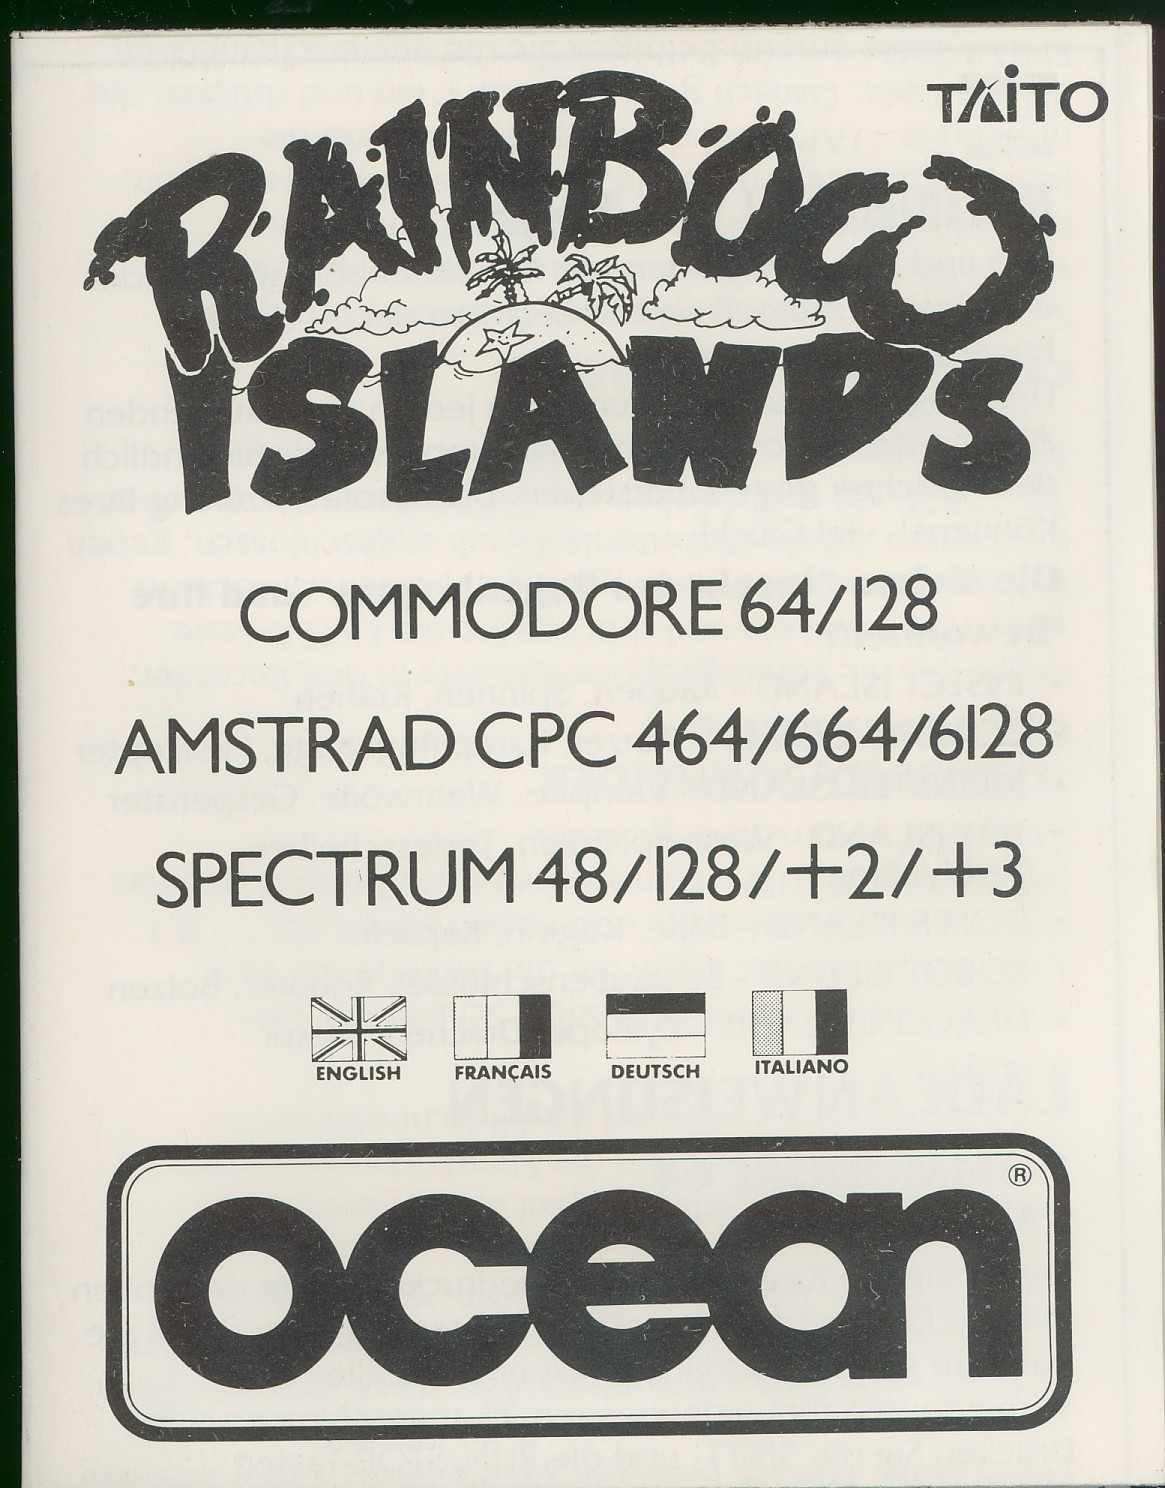 TAITO
RAINBOW
ISLANDS
COMMODORE 64/128
AMSTRAD CPC 464/664/6128
SPECTRUM 48/128/+2/+3
ENGLISH FRANÇAIS DEUTSCH ITALIANO
ocean®